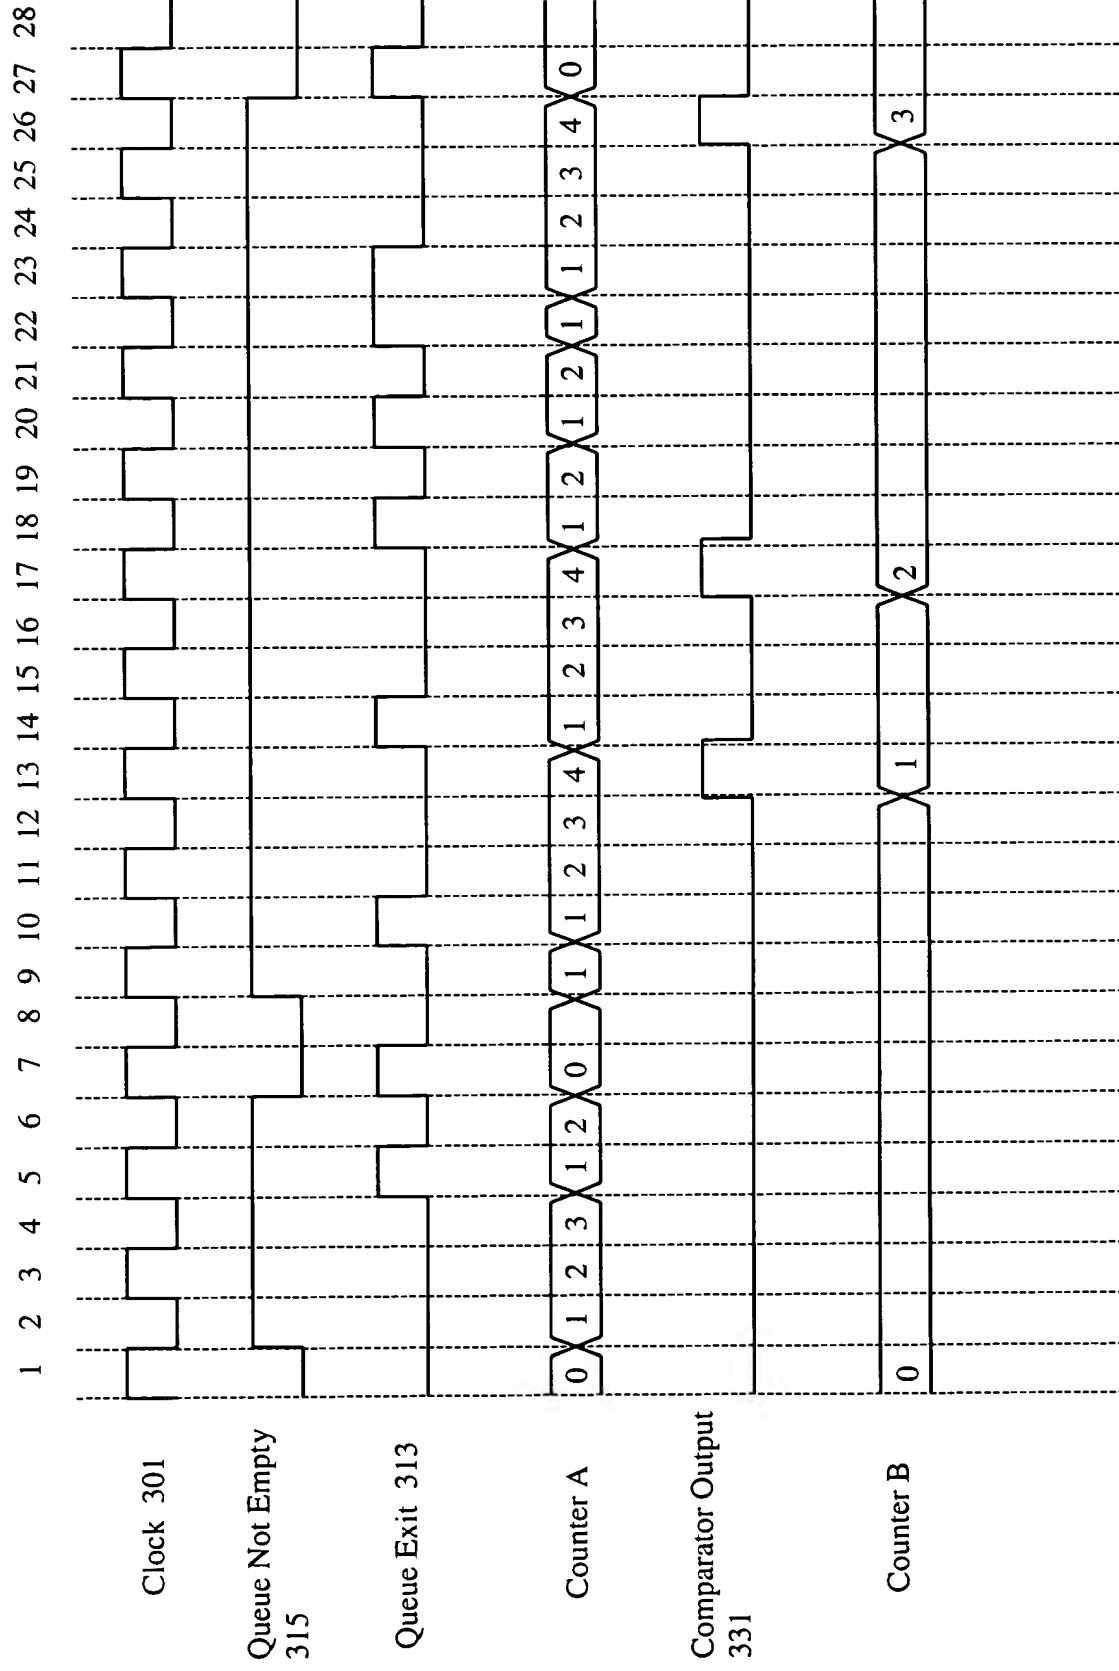 1 2 3 4 5 6 7 8 9 10 11 12 13 14 15 16 17 18 19 20 21 22 23 24 25 26 27 28
Clock 301
Queue Not Empty
315
Queue Exit 313
Counter A 0 1 2 3 1 2 0 1 1 2 3 4 1 2 3 4 1 2 1 2 1 1 2 3 4 0
Comparator Output
331
Counter B 0 1 2 3